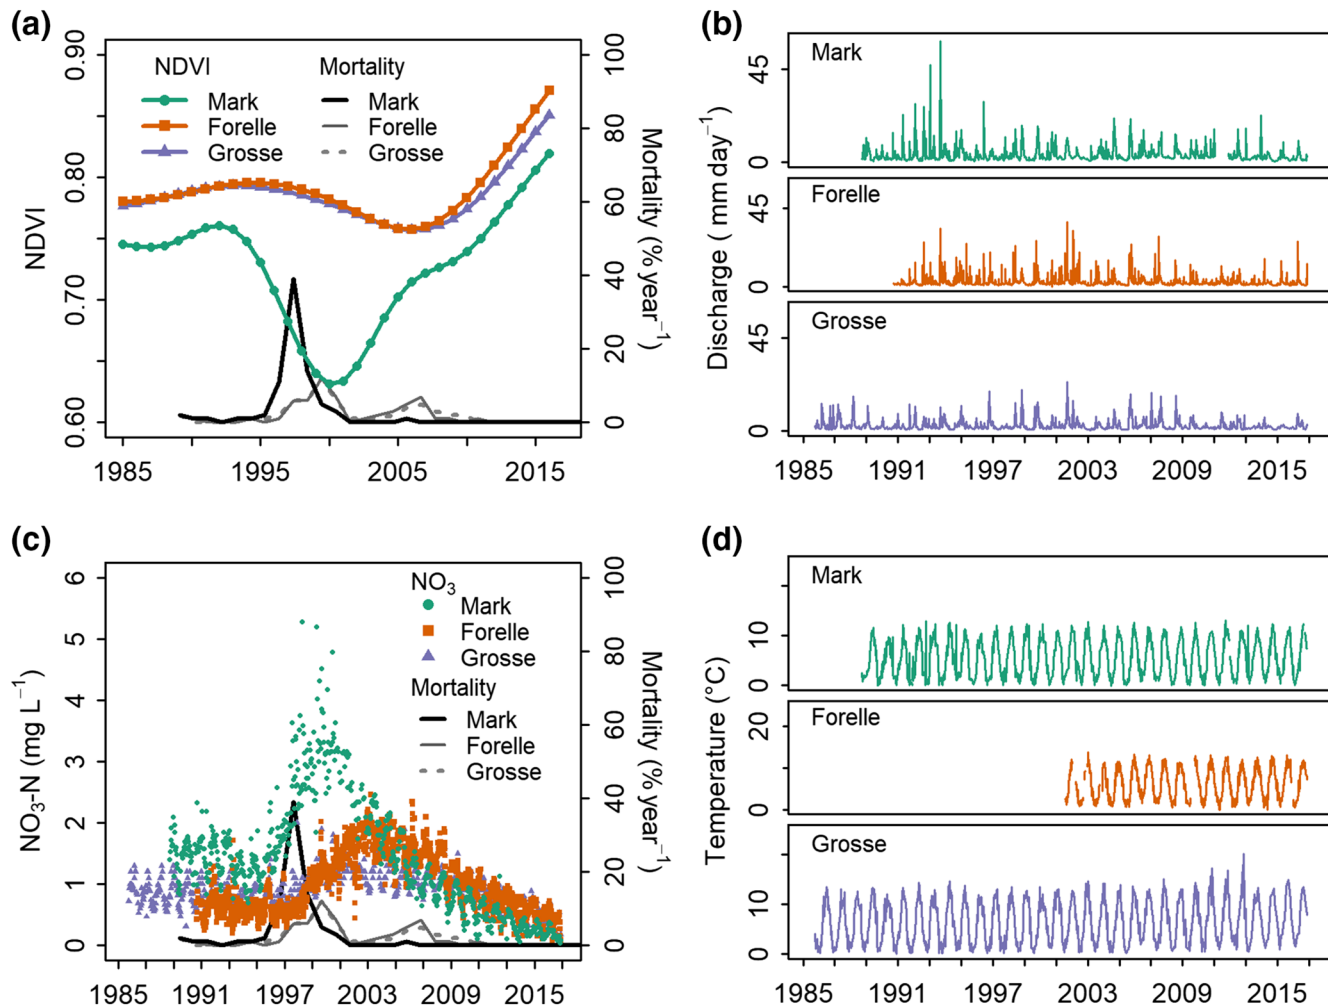 (a)
NDVI Mortality
Mark Mark
Forelle Forelle
Grosse Grosse
0.90
0.80
0.70
0.60
NDVI
100
80
60
40
20
0
Mortality (% year⁻¹)
1985 1995 2005 2015
(b)
Mark
45
0
Forelle
45
0
Grosse
45
0
Discharge ( mm day⁻¹)
1985 1991 1997 2003 2009 2015
(c)
NO₃
Mark
Forelle
Grosse
Mortality
Mark
Forelle
Grosse
6
5
4
3
2
1
0
NO₃-N (mg L⁻¹)
100
80
60
40
20
0
Mortality (% year⁻¹)
1985 1991 1997 2003 2009 2015
(d)
Mark
10
0
Forelle
20
0
Grosse
10
0
Temperature (°C)
1985 1991 1997 2003 2009 2015